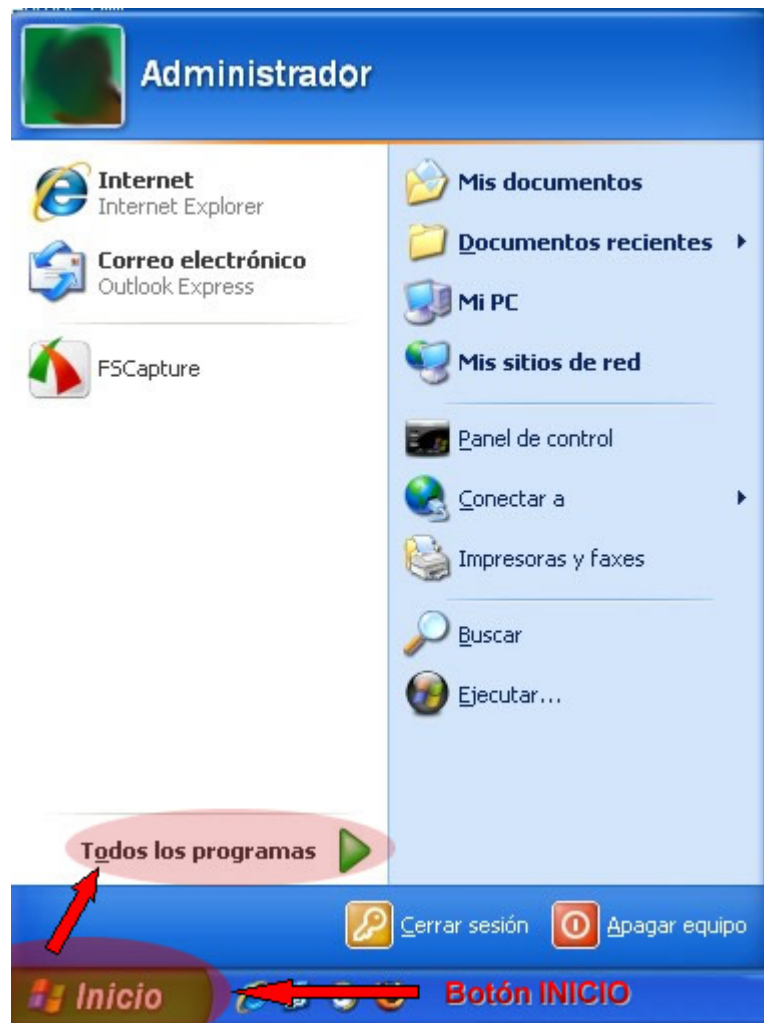 Administrador
Internet
Internet Explorer
Correo electrónico
Outlook Express
FSCapture
Todos los programas
Mis documentos
Documentos recientes
Mi PC
Mis sitios de red
Panel de control
Conectar a
Impresoras y faxes
Buscar
Ejecutar...
Cerrar sesión
Apagar equipo
Inicio
Botón INICIO